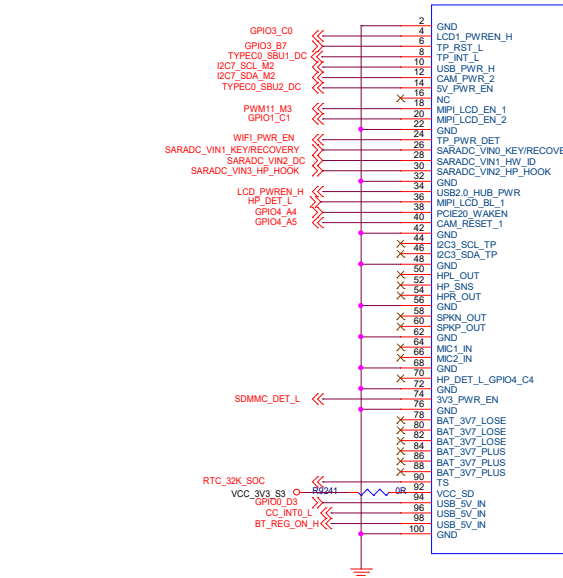 2 GND
GPIO3_C0 4 LCD1_PWREN_H
GPIO3_B7 6 TP_RST_L
TYPEC0_SBU1_DC 8 TP_INT_L
I2C7_SCL_M2 10 USB_PWR_H
I2C7_SDA_M2 12 CAM_PWR_2
TYPEC0_SBU2_DC 14 5V_PWR_EN
16 NC
PWM11_M3 18 MIPI_LCD_EN_1
GPIO1_C1 20 MIPI_LCD_EN_2
22 GND
WIFI_PWR_EN 24 TP_PWR_DET
SARADC_VIN1_KEY/RECOVERY 26 SARADC_VIN0_KEY/RECOVE
SARADC_VIN2_DC 28 SARADC_VIN1_HW_ID
SARADC_VIN3_HP_HOOK 30 SARADC_VIN2_HP_HOOK
32 GND
LCD_PWREN_H 34 USB2.0_HUB_PWR
HP_DET_L 36 MIPI_LCD_BL_1
GPIO4_A4 38 PCIE20_WAKEN
GPIO4_A5 40 CAM_RESET_1
42 GND
44 I2C3_SCL_TP
46 I2C3_SDA_TP
48 GND
50 HPL_OUT
52 HP_SNS
54 HPR_OUT
56 GND
58 SPKN_OUT
60 SPKP_OUT
62 GND
64 MIC1_IN
66 MIC2_IN
68 GND
70 HP_DET_L_GPIO4_C4
72 GND
SDMMC_DET_L 74 3V3_PWR_EN
76 GND
78 BAT_3V7_LOSE
80 BAT_3V7_LOSE
82 BAT_3V7_LOSE
84 BAT_3V7_PLUS
86 BAT_3V7_PLUS
88 BAT_3V7_PLUS
RTC_32K_SOC 90 TS
VCC_3V3_S3 R9241 0R 92 VCC_SD
GPIO0_D3 94 USB_5V_IN
CC_INT0_L 96 USB_5V_IN
BT_REG_ON_H 98 USB_5V_IN
100 GND